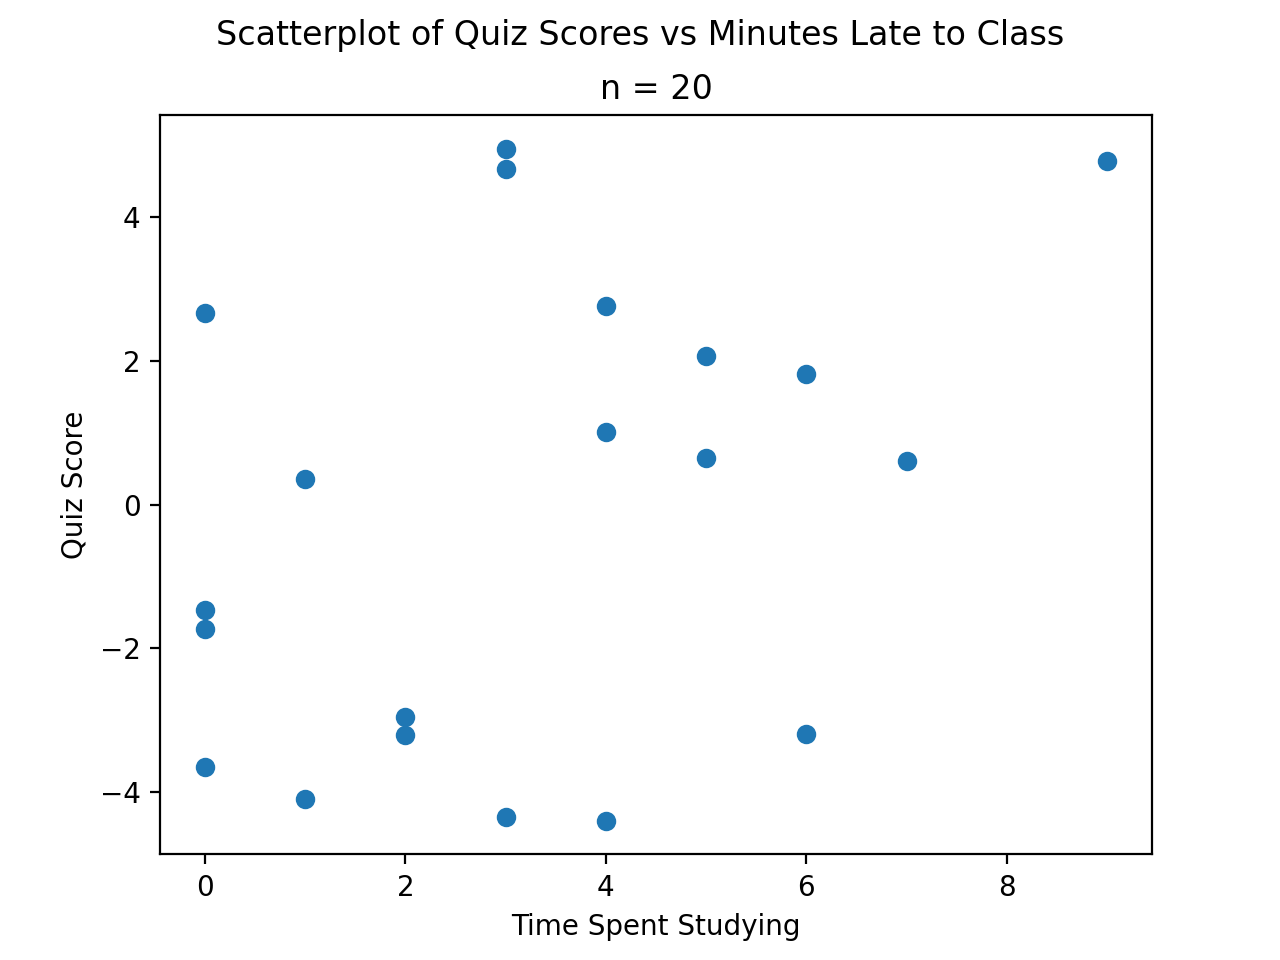 Scatterplot of Quiz Scores vs Minutes Late to Class
n = 20
4
2
0
−2
−4
Quiz Score
0 2 4 6 8
Time Spent Studying